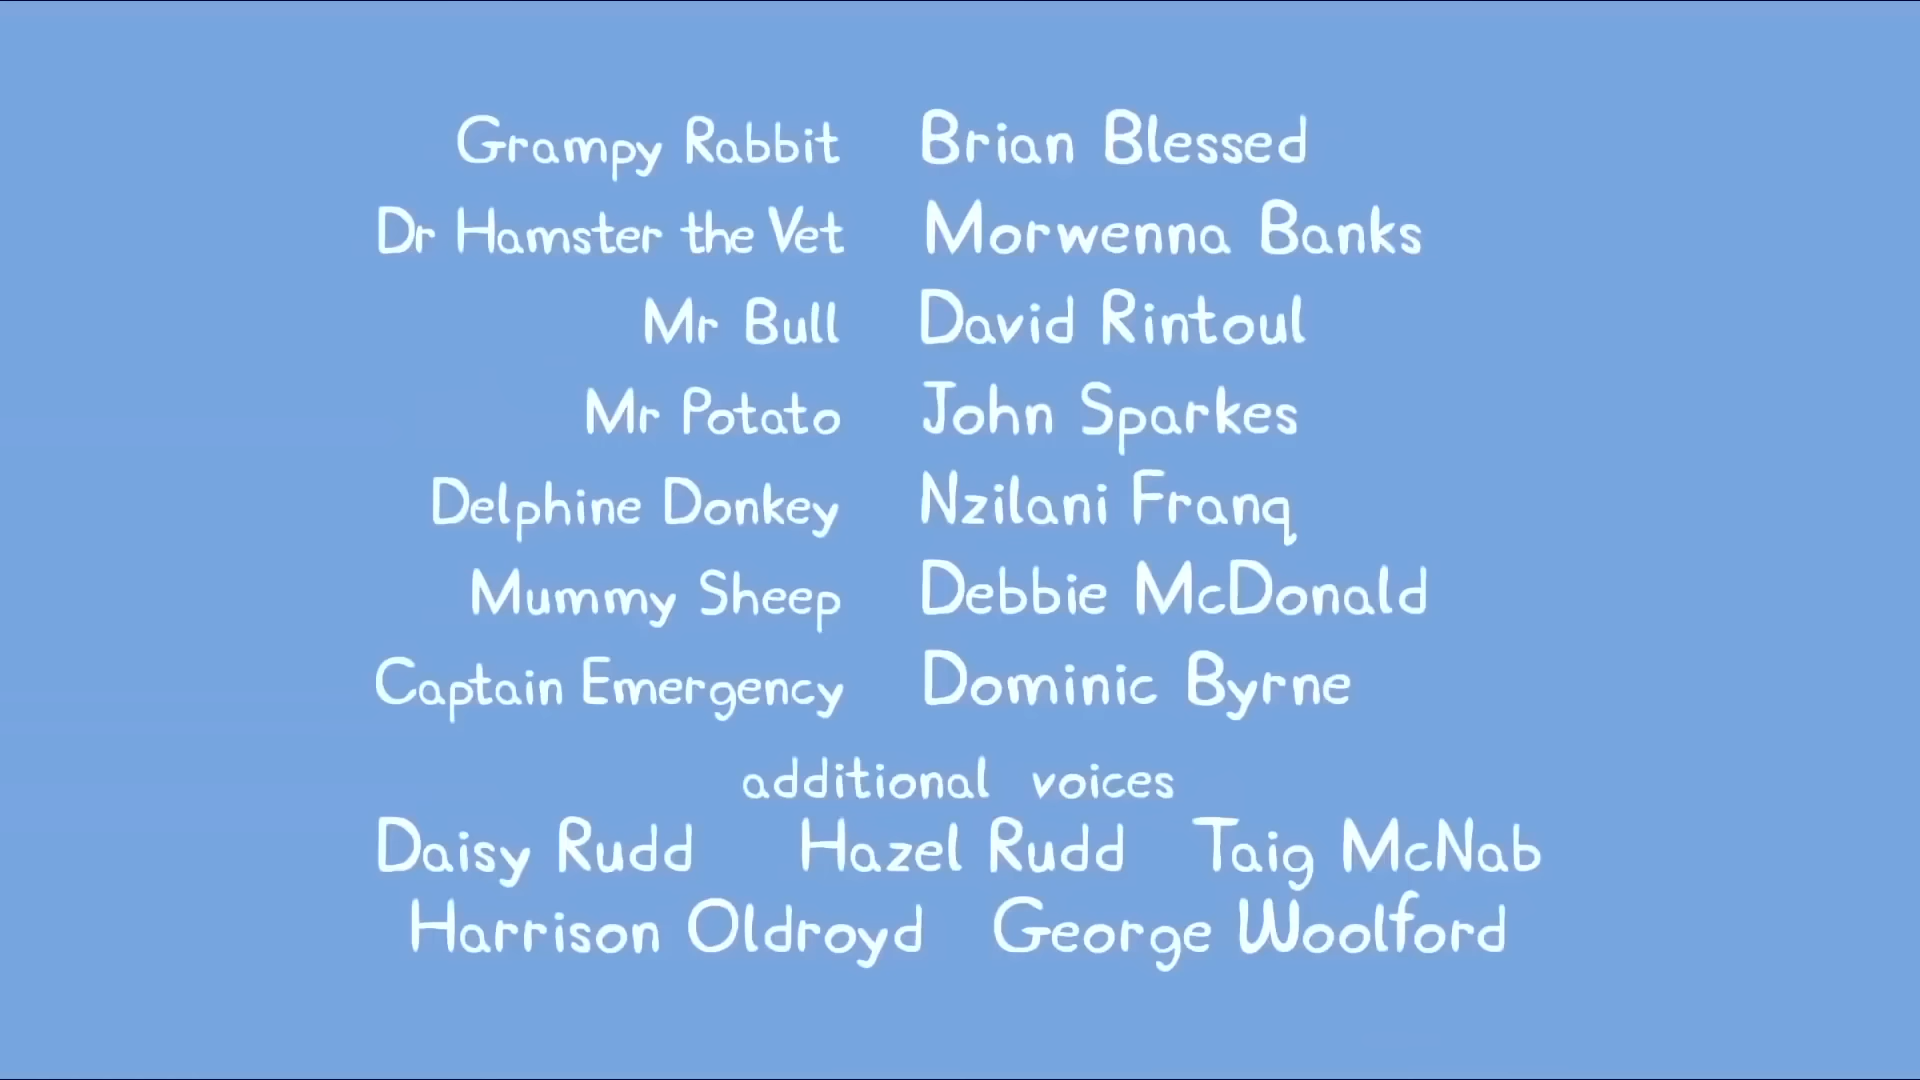 Grampy Rabbit Brian Blessed
Dr Hamster the Vet Morwenna Banks
Mr Bull David Rintoul
Mr Potato John Sparkes
Delphine Donkey Nzilani Franq
Mummy Sheep Debbie McDonald
Captain Emergency Dominic Byrne
additional voices
Daisy Rudd Hazel Rudd Taig McNab
Harrison Oldroyd George Woolford